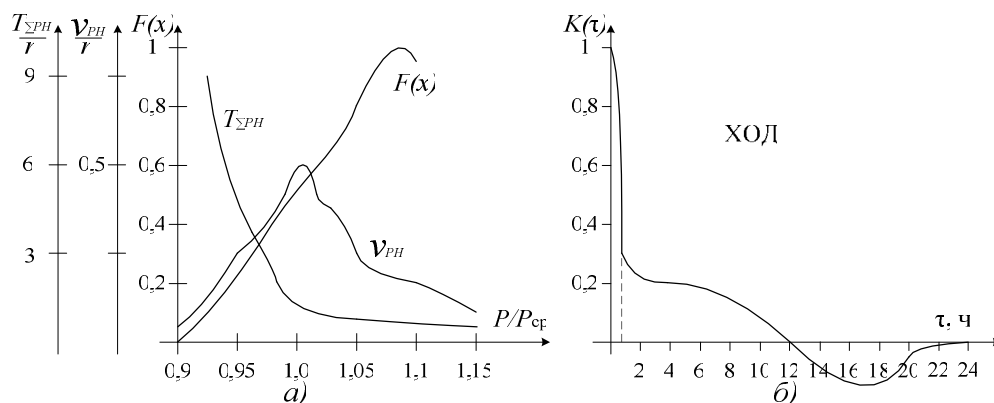 TΣPH/r
νPH/r
F(x)
9
6
3
0,5
1
0,8
0,6
0,4
0,2
TΣPH
F(x)
νPH
P/Pср
0,9 0,95 1,0 1,05 1,1 1,15
а)
K(τ)
1
0,8
0,6
0,4
0,2
ХОД
τ, ч
2 4 6 8 10 12 14 16 18 20 22 24
б)